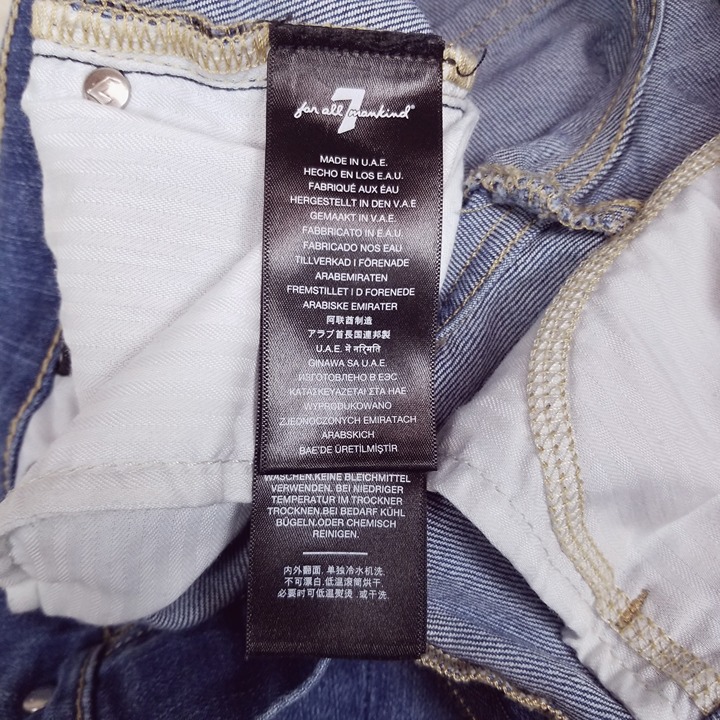 7
for all mankind®
MADE IN U.A.E.
HECHO EN LOS E.A.U.
FABRIQUÉ AUX ÉAU
HERGESTELLT IN DEN V.A.E
GEMAAKT IN V.A.E.
FABBRICATO IN E.A.U.
FABRICADO NOS EAU
TILLVERKAD I FÖRENADE
ARABEMIRATEN
FREMSTILLET I D FORENEDE
ARABISKE EMIRATER
阿联酋制造
アラブ首長国連邦製
U.A.E. में नरि्मिति
GINAWA SA U.A.E.
ИЗГОТОВЛЕНО В ЕЭС
ΚΑΤΑΣΚΕΥΑΖΕΤΑΙ ΣΤΑ ΗΑΕ
WYPRODUKOWANO
ZJEDNOCZONYCH EMIRATACH
ARABSKICH
BAE'DE ÜRETİLMİŞTİR
WASCHEN.KEINE BLEICHMITTEL
VERWENDEN. BEI NIEDRIGER
TEMPERATUR IM TROCKNER
TROCKNEN.BEI BEDARF KÜHL
BÜGELN.ODER CHEMISCH
REINIGEN.
内外翻面, 单独冷水机洗.
不可漂白.低温滚筒烘干.
必要时可低温熨烫.或干洗.